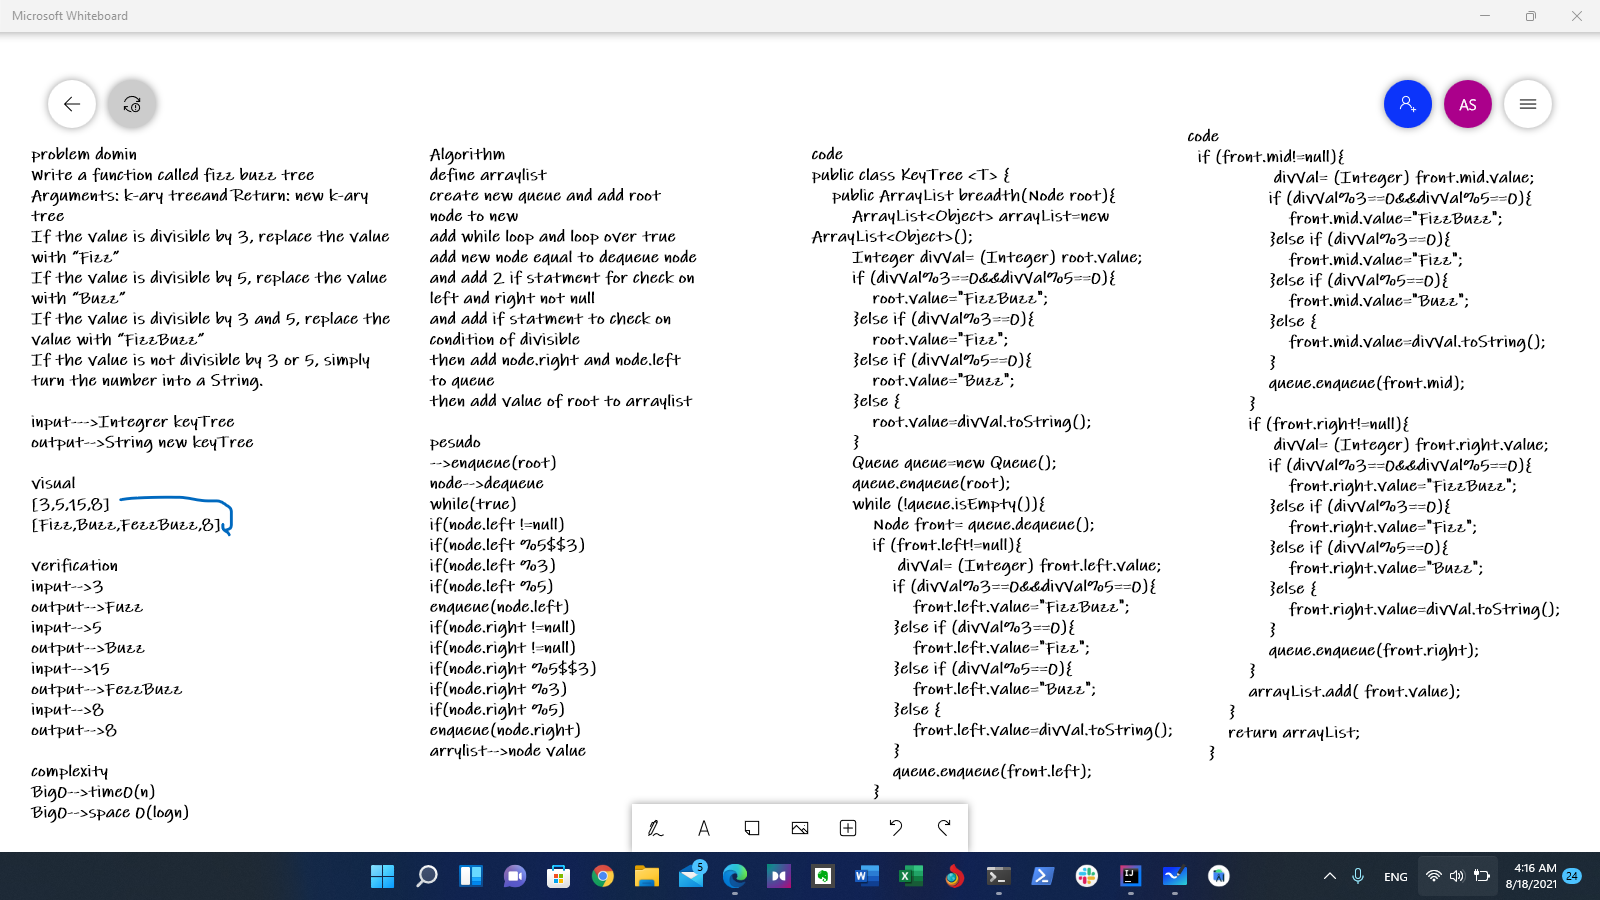 Microsoft Whiteboard
AS
problem domin
Write a function called fizz buzz tree
Arguments: k-ary treeand Return: new k-ary
tree
If the value is divisible by 3, replace the value
with “Fizz”
If the value is divisible by 5, replace the value
with “Buzz”
If the value is divisible by 3 and 5, replace the
value with “FizzBuzz”
If the value is not divisible by 3 or 5, simply
turn the number into a String.
input--->Integrer keyTree
output-->String new keyTree
visual
[3,5,15,8]
[Fizz,Buzz,FezzBuzz,8]
verification
input-->3
output-->Fuzz
input-->5
output-->Buzz
input-->15
output-->FezzBuzz
input-->8
output-->8
complexity
BigO-->timeO(n)
BigO-->space O(logn)
Algorithm
define arraylist
create new queue and add root
node to new
add while loop and loop over true
add new node equal to dequeue node
and add 2 if statment for check on
left and right not null
and add if statment to check on
condition of divisible
then add node.right and node.left
to queue
then add value of root to arraylist
pesudo
-->enqueue(root)
node-->dequeue
while(true)
if(node.left !=null)
if(node.left %5$$3)
if(node.left %3)
if(node.left %5)
enqueue(node.left)
if(node.right !=null)
if(node.right !=null)
if(node.right %5$$3)
if(node.right %3)
if(node.right %5)
enqueue(node.right)
arrylist-->node value
code
public class KeyTree <T> {
public ArrayList breadth(Node root){
ArrayList<Object> arrayList=new
ArrayList<Object>();
Integer divVal= (Integer) root.value;
if (divVal%3==0&&divVal%5==0){
root.value="FizzBuzz";
}else if (divVal%3==0){
root.value="Fizz";
}else if (divVal%5==0){
root.value="Buzz";
}else {
root.value=divVal.toString();
}
Queue queue=new Queue();
queue.enqueue(root);
while (!queue.isEmpty()){
Node front= queue.dequeue();
if (front.left!=null){
divVal= (Integer) front.left.value;
if (divVal%3==0&&divVal%5==0){
front.left.value="FizzBuzz";
}else if (divVal%3==0){
front.left.value="Fizz";
}else if (divVal%5==0){
front.left.value="Buzz";
}else {
front.left.value=divVal.toString();
}
queue.enqueue(front.left);
}
code
if (front.mid!=null){
divVal= (Integer) front.mid.value;
if (divVal%3==0&&divVal%5==0){
front.mid.value="FizzBuzz";
}else if (divVal%3==0){
front.mid.value="Fizz";
}else if (divVal%5==0){
front.mid.value="Buzz";
}else {
front.mid.value=divVal.toString();
}
queue.enqueue(front.mid);
}
if (front.right!=null){
divVal= (Integer) front.right.value;
if (divVal%3==0&&divVal%5==0){
front.right.value="FizzBuzz";
}else if (divVal%3==0){
front.right.value="Fizz";
}else if (divVal%5==0){
front.right.value="Buzz";
}else {
front.right.value=divVal.toString();
}
queue.enqueue(front.right);
}
arrayList.add( front.value);
}
return arrayList;
}
5
ENG
4:16 AM
8/18/2021
24